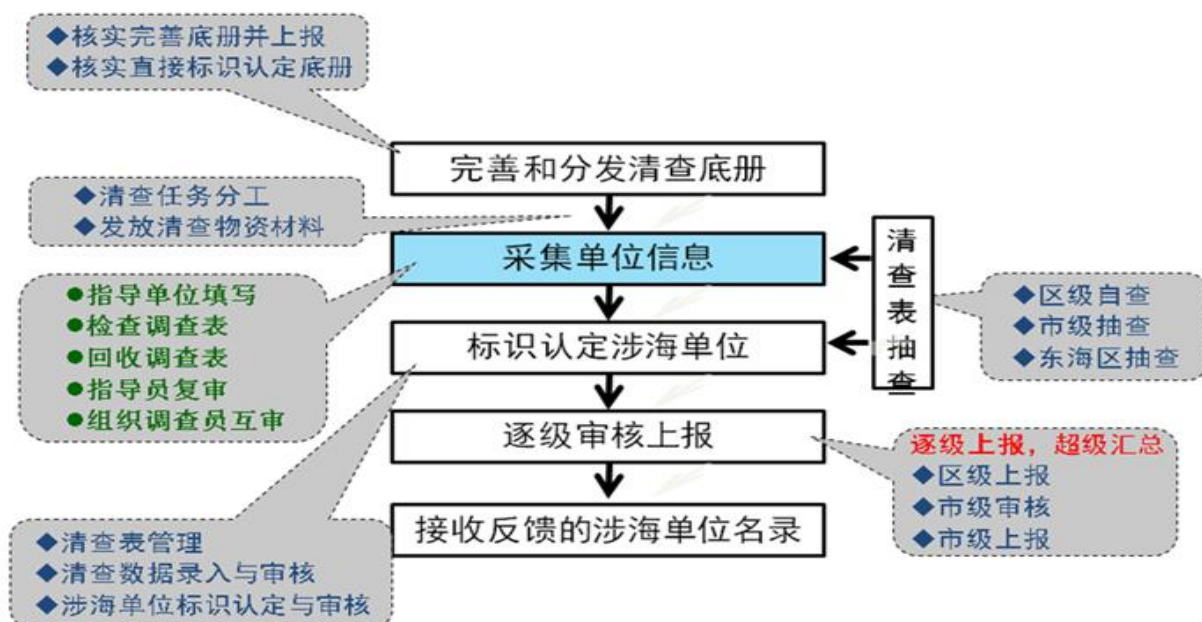 ◆核实完善底册并上报
◆核实直接标识认定底册
完善和分发清查底册
◆清查任务分工
◆发放清查物资材料
采集单位信息
清查表抽查
●指导单位填写
●检查调查表
●回收调查表
●指导员复审
●组织调查员互审
◆区级自查
◆市级抽查
◆东海区抽查
标识认定涉海单位
逐级审核上报
逐级上报，超级汇总
◆区级上报
◆市级审核
◆市级上报
接收反馈的涉海单位名录
◆清查表管理
◆清查数据录入与审核
◆涉海单位标识认定与审核